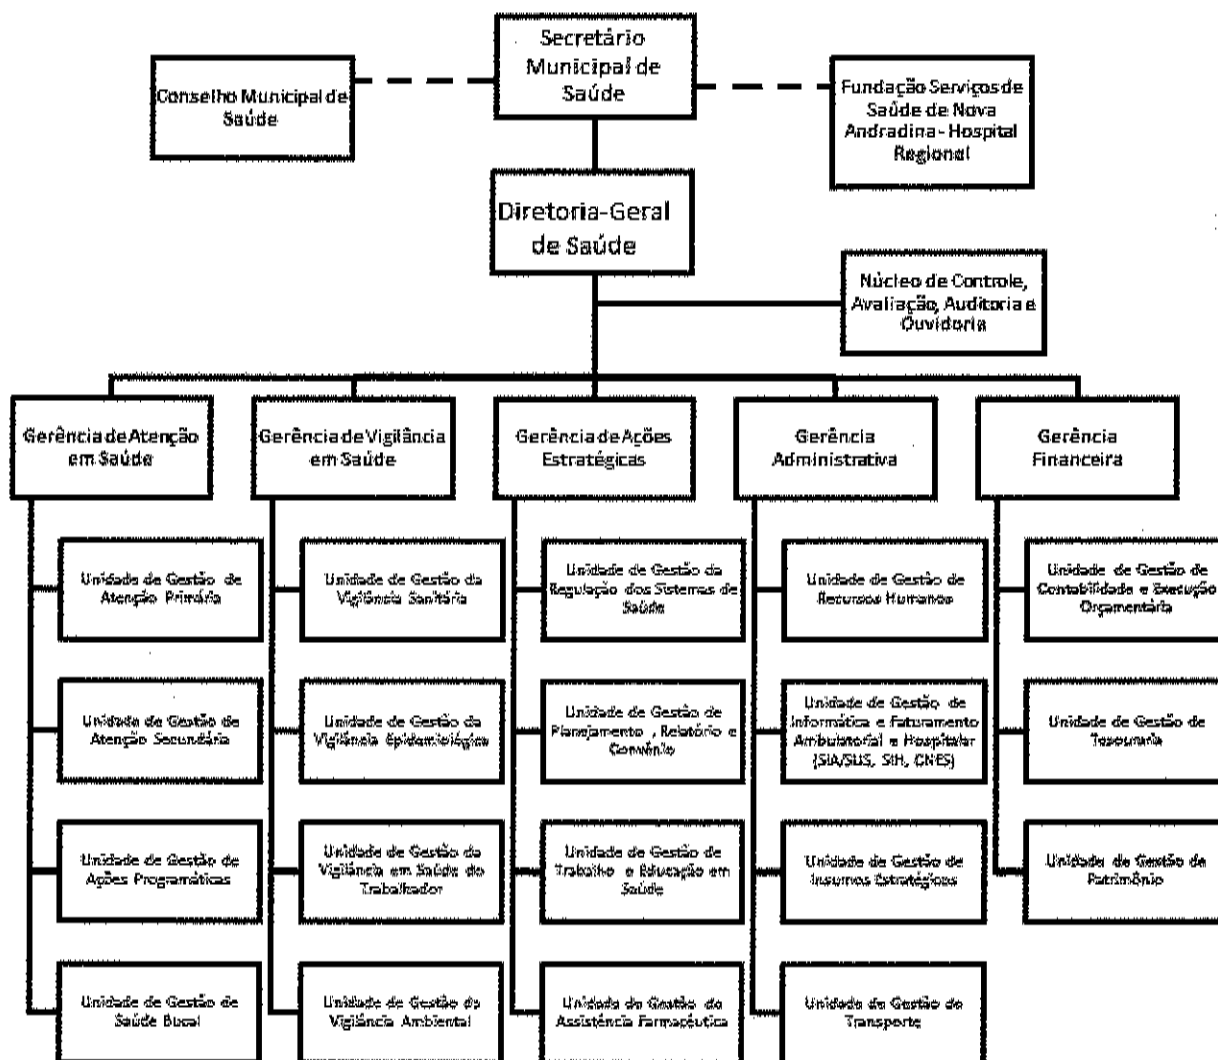 Secretário
Municipal de
Saúde
Conselho Municipal de
Saúde
Fundação Serviços de
Saúde de Nova
Andradina - Hospital
Regional
Diretoria-Geral
de Saúde
Núcleo de Controle,
Avaliação, Auditoria e
Ouvidoria
Gerência de Atenção
em Saúde
Gerência de Vigilância
em Saúde
Gerência de Ações
Estratégicas
Gerência
Administrativa
Gerência
Financeira
Unidade de Gestão de
Atenção Primária
Unidade de Gestão da
Vigilância Sanitária
Unidade de Gestão da
Regulação dos Sistemas de
Saúde
Unidade de Gestão de
Recursos Humanos
Unidade de Gestão de
Contabilidade e Execução
Orçamentária
Unidade de Gestão de
Atenção Secundária
Unidade de Gestão da
Vigilância Epidemiológica
Unidade de Gestão de
Planejamento , Relatório e
Convênio
Unidade de Gestão de
Informática e Faturamento
Ambulatorial e Hospitalar
(SIA/SUS, SIH, CNES)
Unidade de Gestão de
Tesouraria
Unidade de Gestão de
Ações Programáticas
Unidade de Gestão da
Vigilância em Saúde do
Trabalhador
Unidade de Gestão de
Trabalho e Educação em
Saúde
Unidade de Gestão de
Insumos Estratégicos
Unidade de Gestão de
Patrimônio
Unidade de Gestão de
Saúde Bucal
Unidade de Gestão da
Vigilância Ambiental
Unidade de Gestão da
Assistência Farmacêutica
Unidade de Gestão do
Transporte